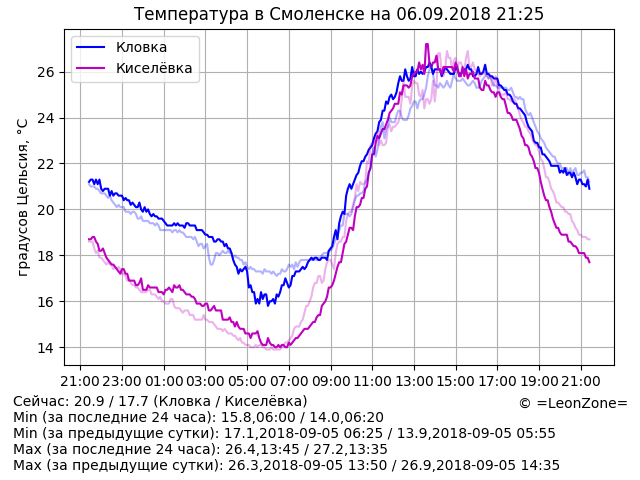 Температура в Смоленске на 06.09.2018 21:25
Кловка
Киселёвка
градусов Цельсия, °C
26
24
22
20
18
16
14
21:00 23:00 01:00 03:00 05:00 07:00 09:00 11:00 13:00 15:00 17:00 19:00 21:00
Сейчас: 20.9 / 17.7 (Кловка / Киселёвка)
© =LeonZone=
Min (за последние 24 часа): 15.8,06:00 / 14.0,06:20
Min (за предыдущие сутки): 17.1,2018-09-05 06:25 / 13.9,2018-09-05 05:55
Max (за последние 24 часа): 26.4,13:45 / 27.2,13:35
Max (за предыдущие сутки): 26.3,2018-09-05 13:50 / 26.9,2018-09-05 14:35